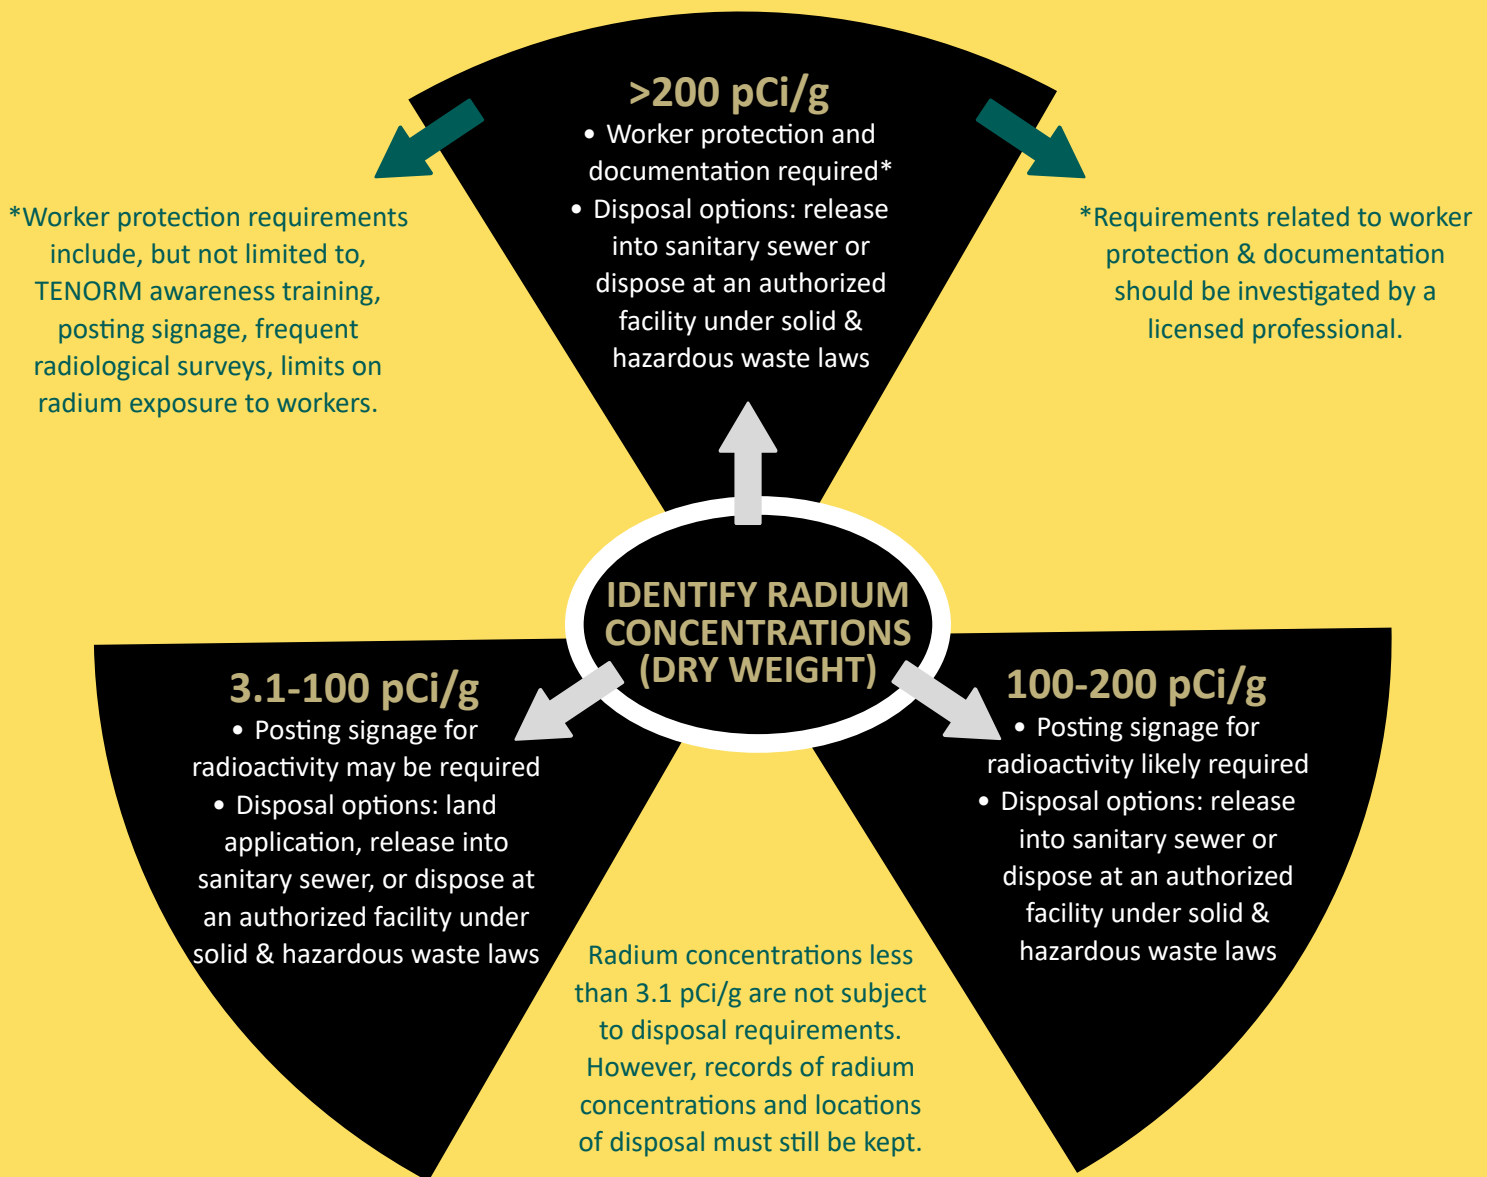 >200 pCi/g
• Worker protection and
documentation required*
• Disposal options: release
into sanitary sewer or
dispose at an authorized
facility under solid &
hazardous waste laws
*Worker protection requirements
include, but not limited to,
TENORM awareness training,
posting signage, frequent
radiological surveys, limits on
radium exposure to workers.
*Requirements related to worker
protection & documentation
should be investigated by a
licensed professional.
IDENTIFY RADIUM
CONCENTRATIONS
(DRY WEIGHT)
3.1-100 pCi/g
• Posting signage for
radioactivity may be required
• Disposal options: land
application, release into
sanitary sewer, or dispose at
an authorized facility under
solid & hazardous waste laws
100-200 pCi/g
• Posting signage for
radioactivity likely required
• Disposal options: release
into sanitary sewer or
dispose at an authorized
facility under solid &
hazardous waste laws
Radium concentrations less
than 3.1 pCi/g are not subject
to disposal requirements.
However, records of radium
concentrations and locations
of disposal must still be kept.